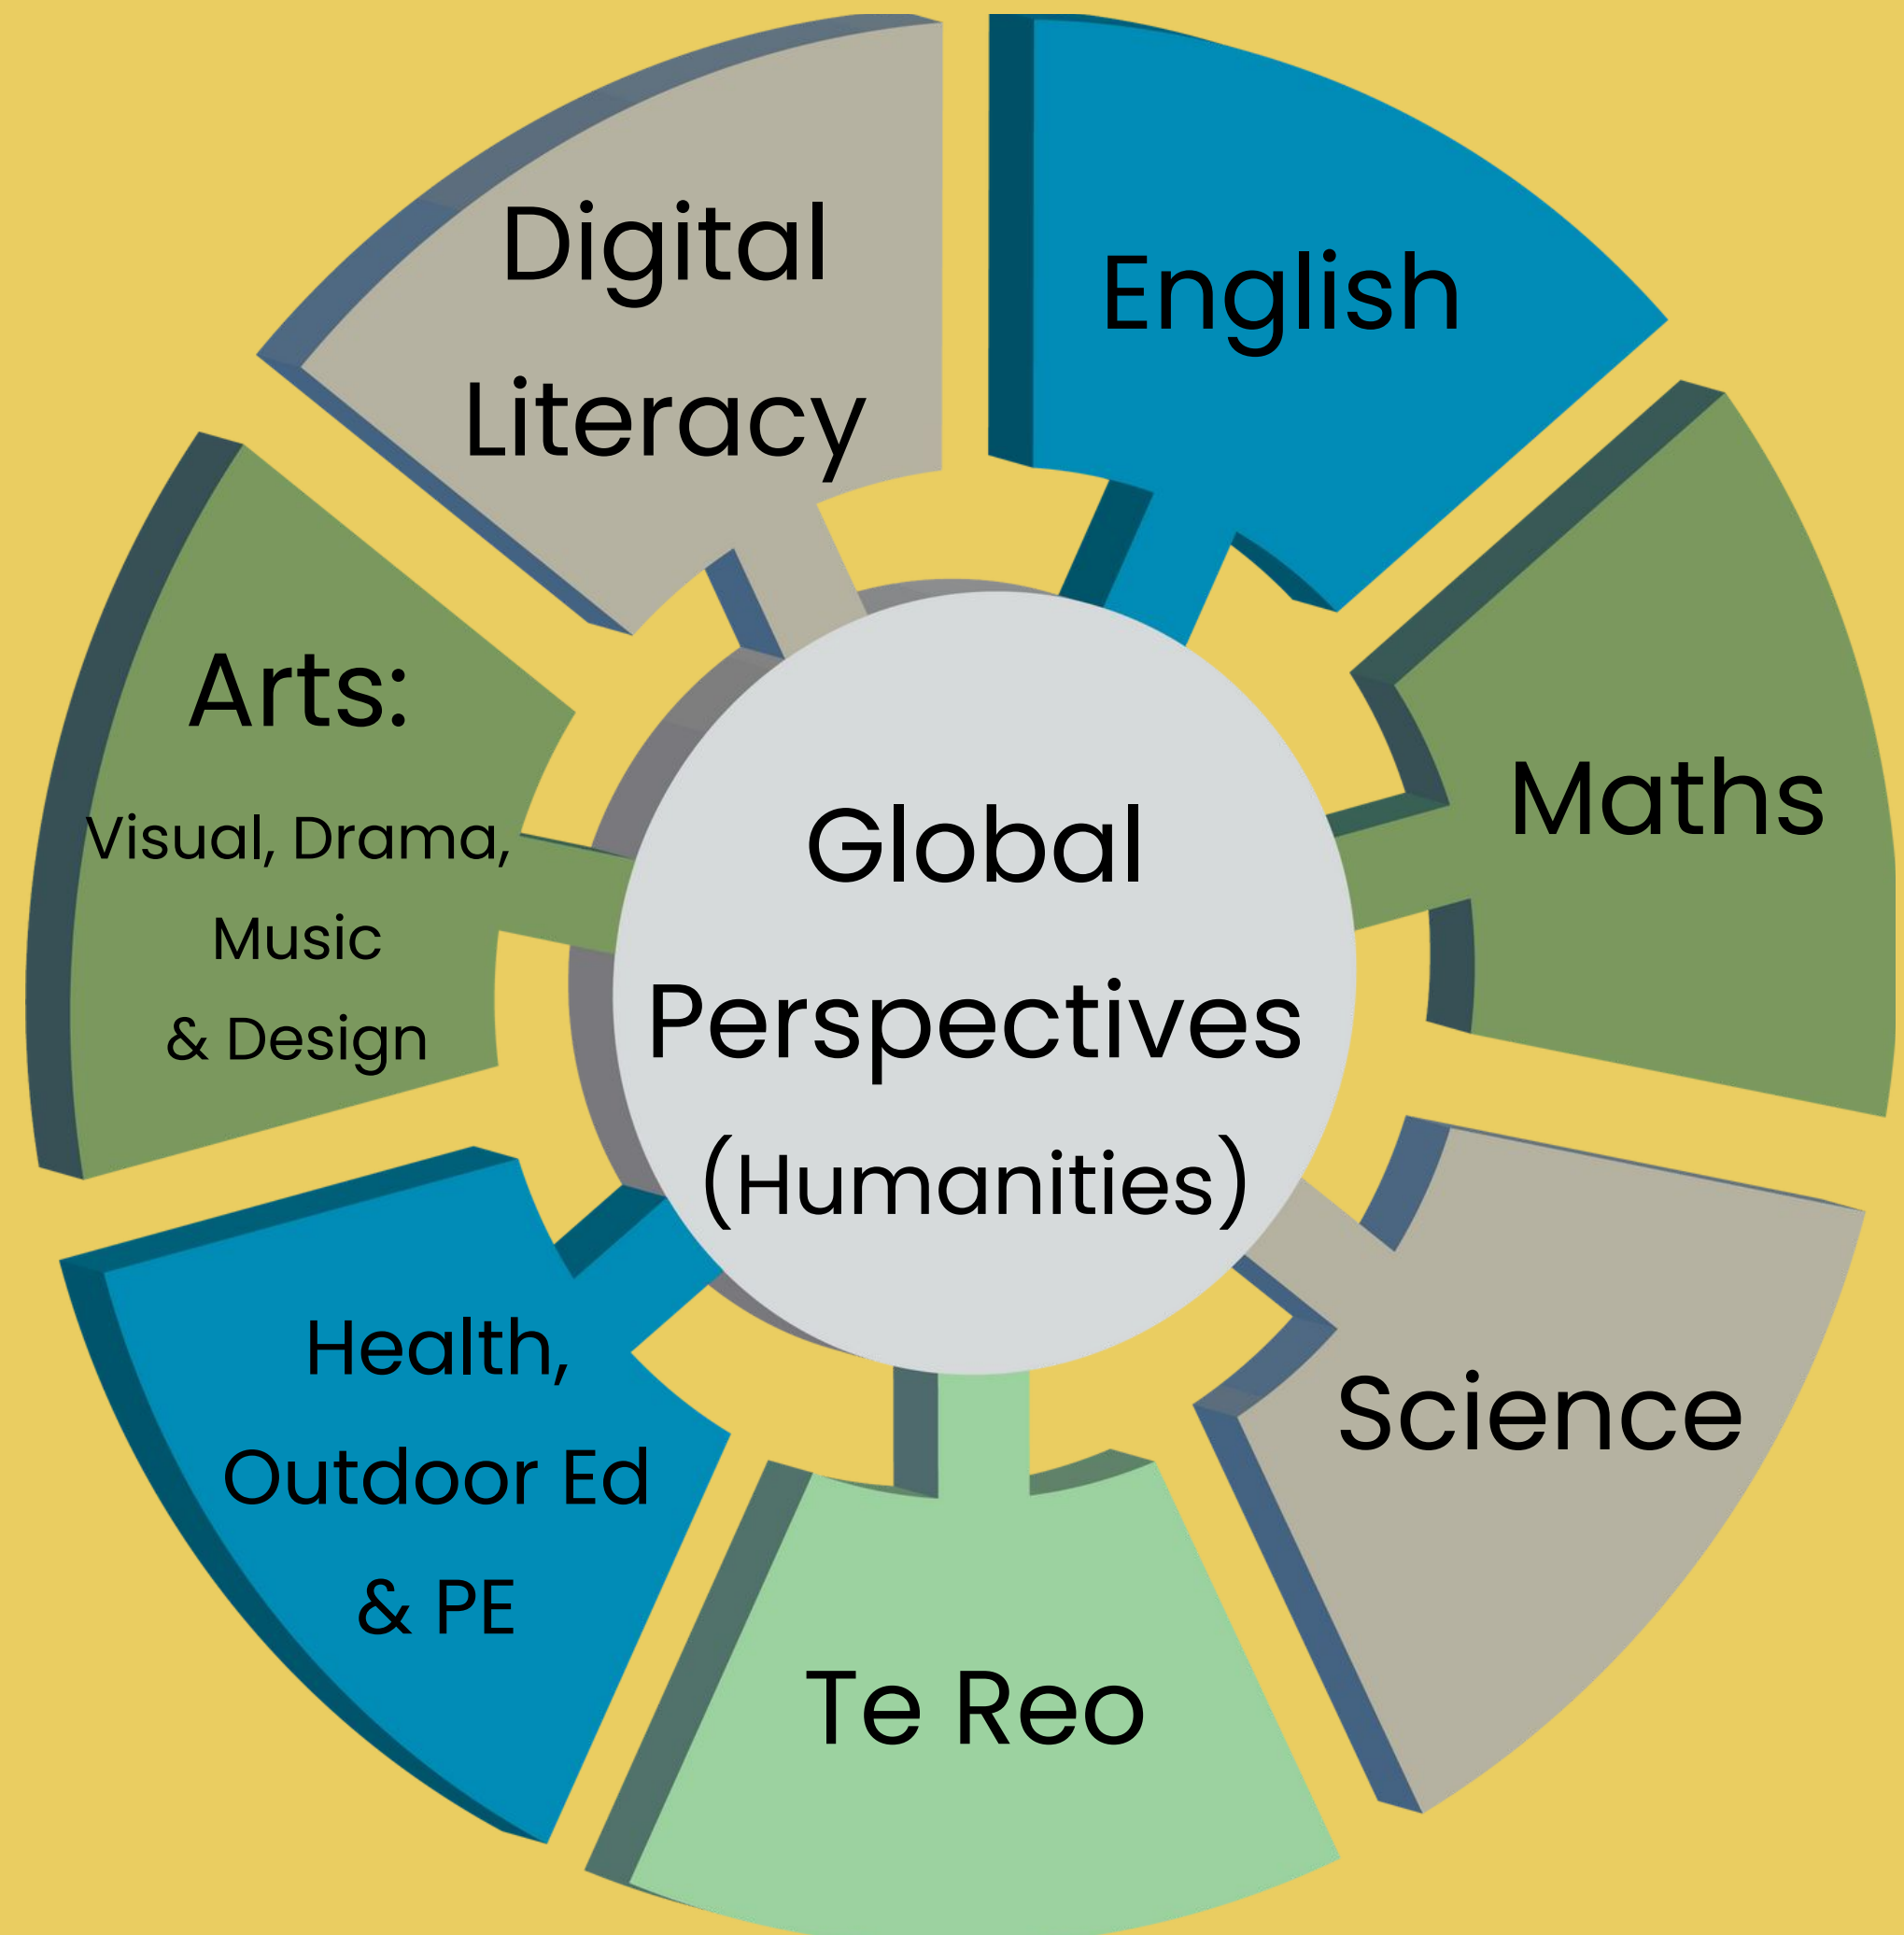 Digital
Literacy
English
Maths
Science
Te Reo
Health,
Outdoor Ed
& PE
Arts:
Visual, Drama,
Music
& Design
Global
Perspectives
(Humanities)